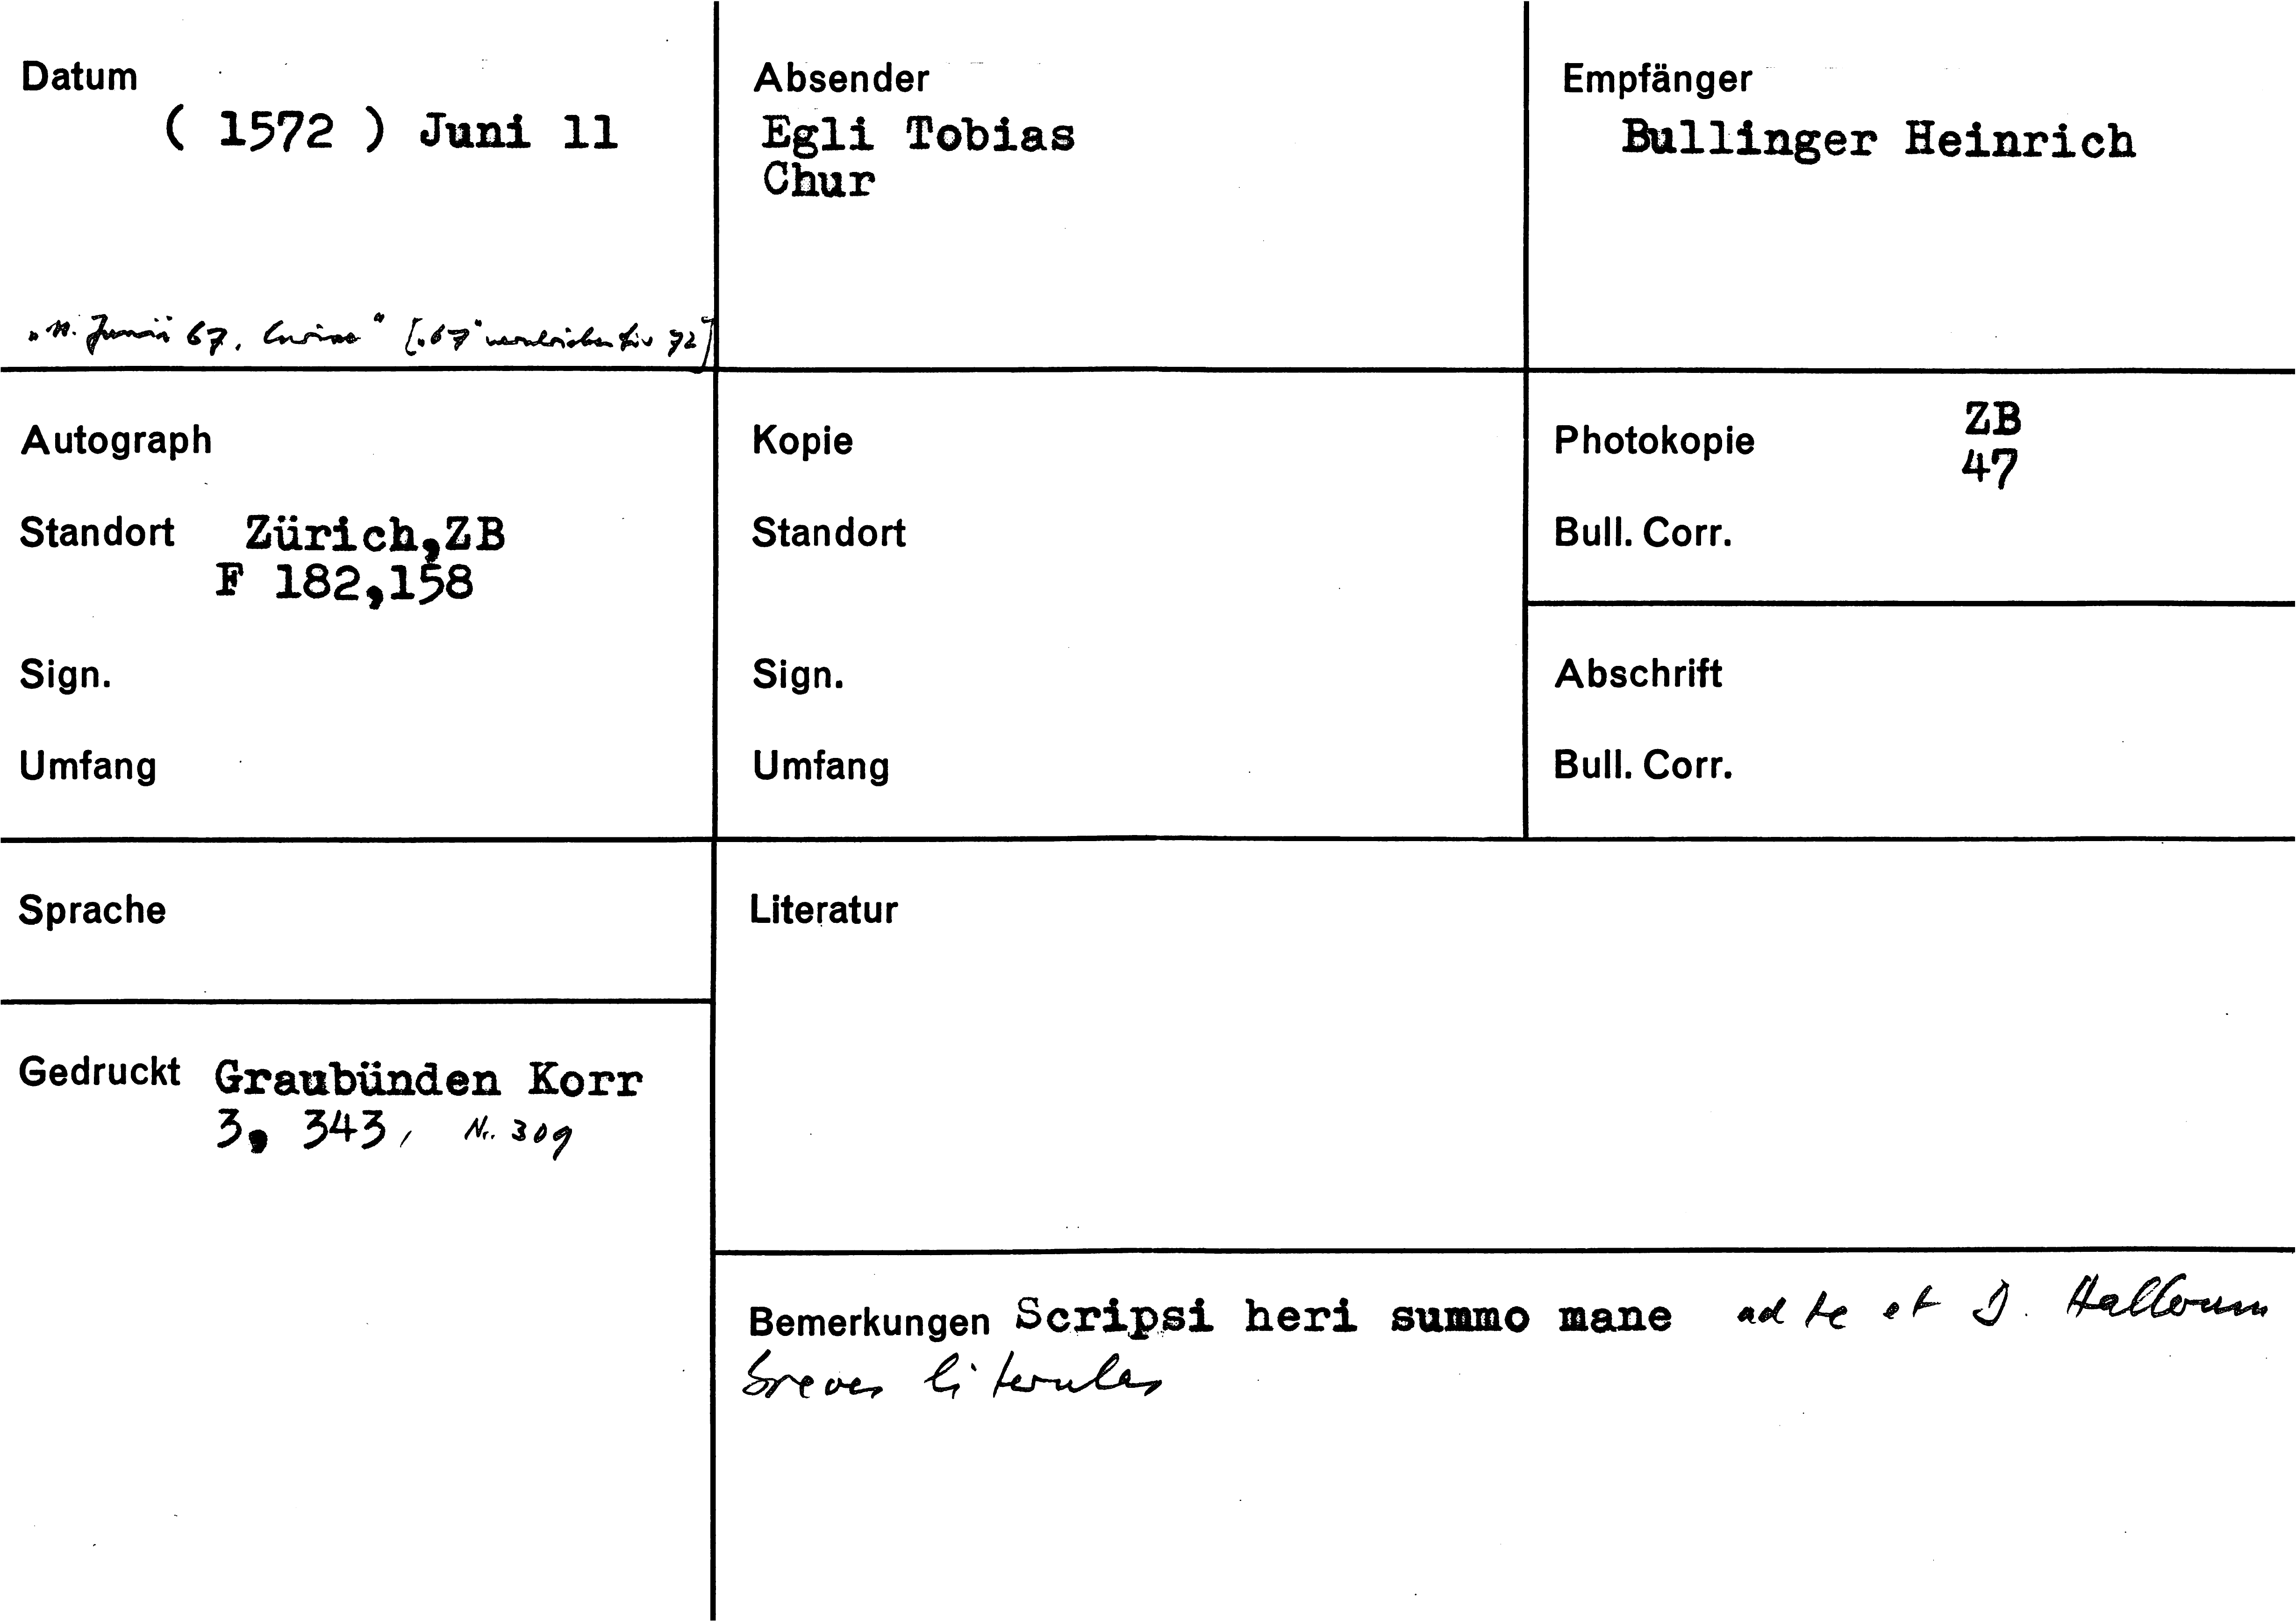 Datum
( 1572 ) Juni 11
„11. Junii 67, Curiae“ [„67“ verschrieben für 72]
Absender
Egli Tobias
Chur
Empfänger
Bullinger Heinrich
Autograph
Standort Zürich,ZB
F 182,158
Sign.
Umfang
Kopie
Standort
Sign.
Umfang
Photokopie ZB
47
Bull. Corr.
Abschrift
Bull. Corr.
Sprache
Gedruckt Graubünden Korr
3, 343, Nr. 309
Literatur
Bemerkungen Scripsi heri summo mane ad te et D. Hallerum
breves literulas